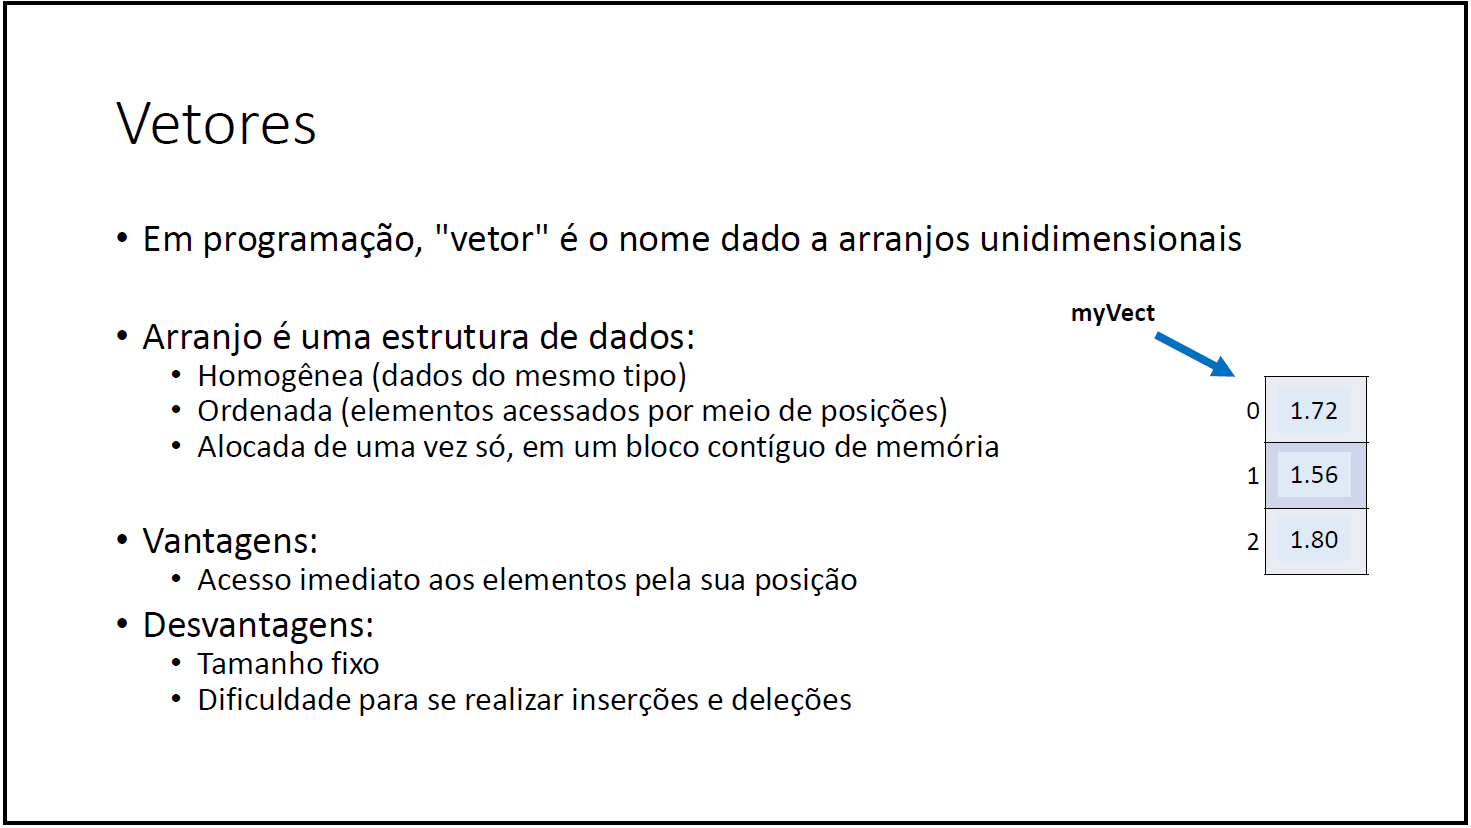 Vetores
• Em programação, "vetor" é o nome dado a arranjos unidimensionais
• Arranjo é uma estrutura de dados:
• Homogênea (dados do mesmo tipo)
• Ordenada (elementos acessados por meio de posições)
• Alocada de uma vez só, em um bloco contíguo de memória
• Vantagens:
• Acesso imediato aos elementos pela sua posição
• Desvantagens:
• Tamanho fixo
• Dificuldade para se realizar inserções e deleções
myVect
0 1.72
1 1.56
2 1.80